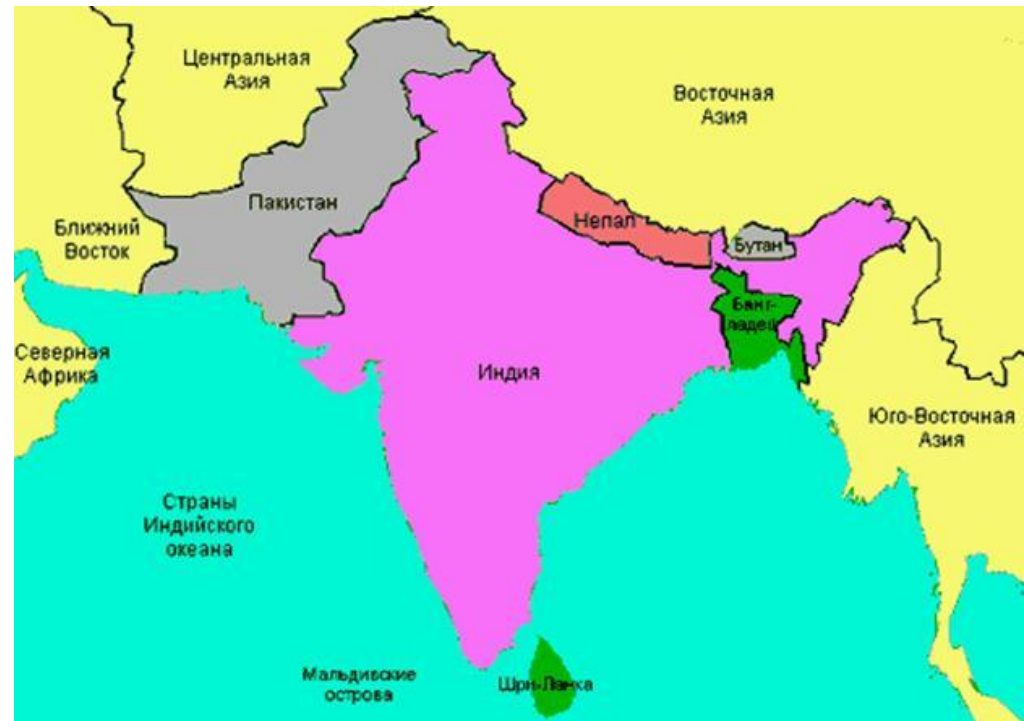 Центральная
Азия
Восточная
Азия
Пакистан
Непал
Ближний
Восток
Бутан
Банг-
ладеш
Северная
Африка
Индия
Юго-Восточная
Азия
Страны
Индийского
океана
Мальдивские
острова
Шри-Ланка